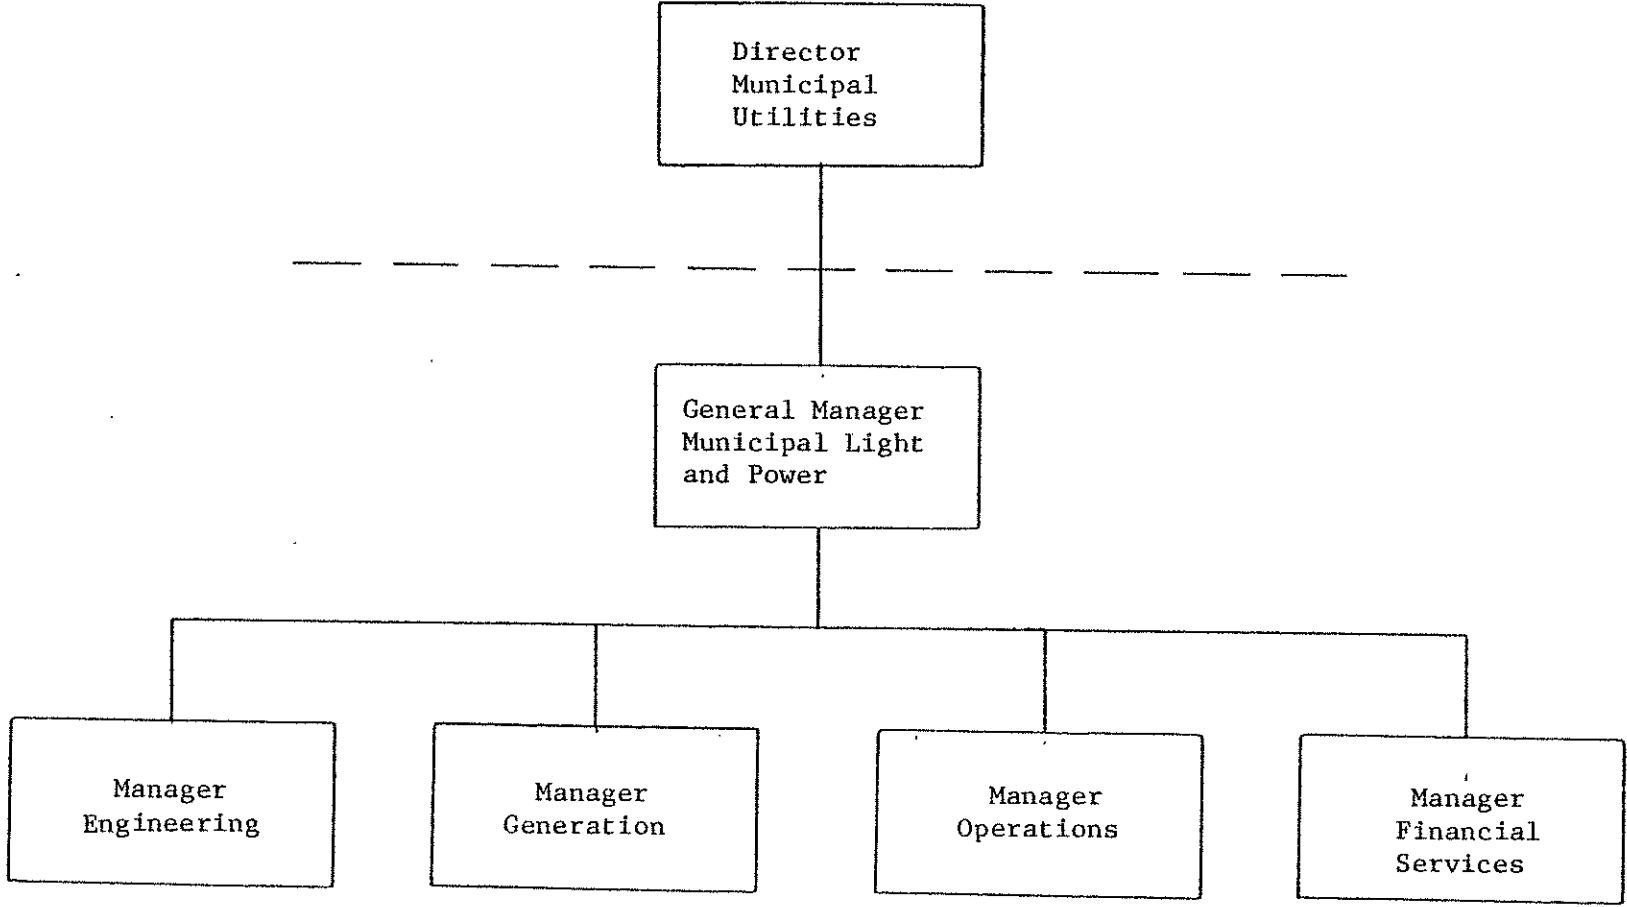 Director
Municipal
Utilities
General Manager
Municipal Light
and Power
Manager
Engineering
Manager
Generation
Manager
Operations
Manager
Financial
Services